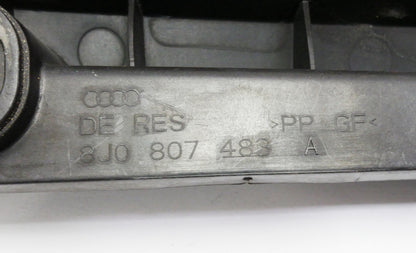 DE RES >PP GF<
8J0 807 483 A